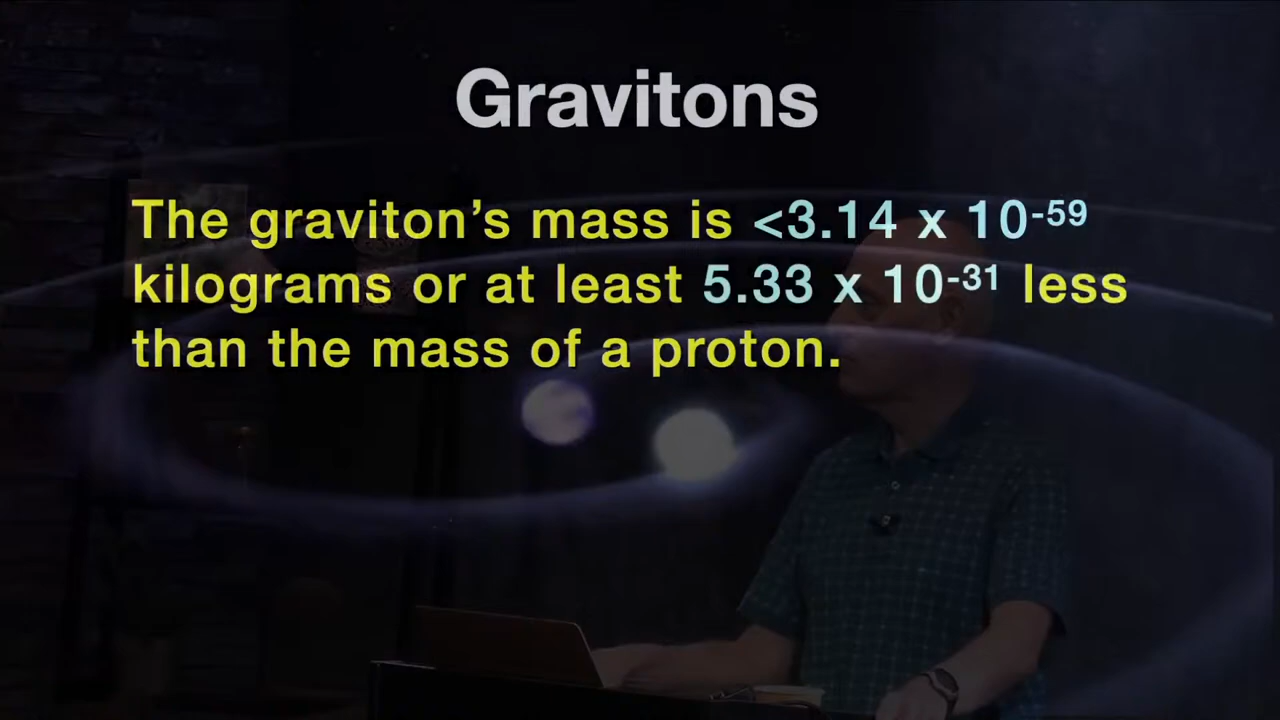 Gravitons
The graviton’s mass is <3.14 x 10⁻⁵⁹
kilograms or at least 5.33 x 10⁻³¹ less
than the mass of a proton.